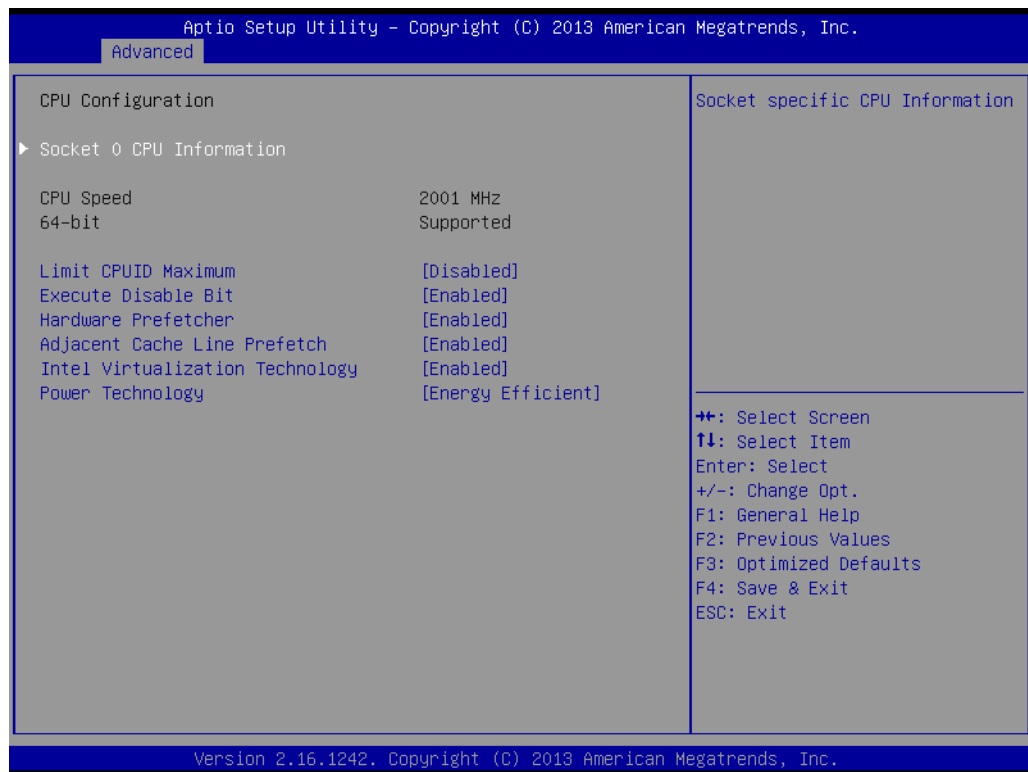 Aptio Setup Utility – Copyright (C) 2013 American Megatrends, Inc.
Advanced
CPU Configuration
Socket 0 CPU Information
CPU Speed 2001 MHz
64-bit Supported
Limit CPUID Maximum [Disabled]
Execute Disable Bit [Enabled]
Hardware Prefetcher [Enabled]
Adjacent Cache Line Prefetch [Enabled]
Intel Virtualization Technology [Enabled]
Power Technology [Energy Efficient]
Socket specific CPU Information
→←: Select Screen
↑↓: Select Item
Enter: Select
+/-: Change Opt.
F1: General Help
F2: Previous Values
F3: Optimized Defaults
F4: Save & Exit
ESC: Exit
Version 2.16.1242. Copyright (C) 2013 American Megatrends, Inc.